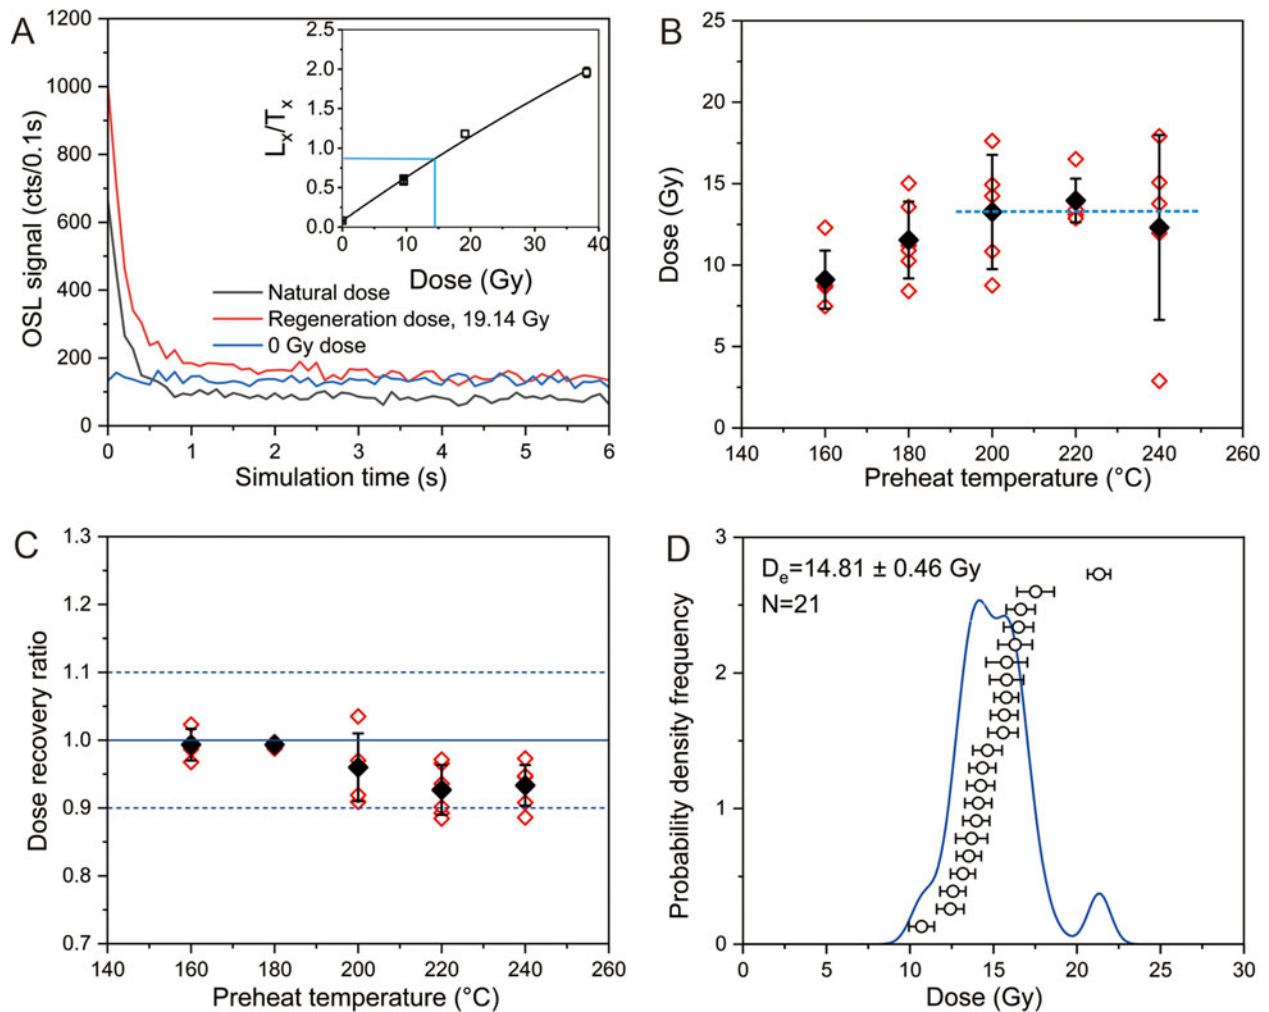 A
1200
1000
800
600
400
200
0
OSL signal (cts/0.1s)
0 1 2 3 4 5 6
Simulation time (s)
2.5
2.0
1.5
1.0
0.5
0.0
Lx/Tx
0 10 20 30 40
Dose (Gy)
Natural dose
Regeneration dose, 19.14 Gy
0 Gy dose
B
25
20
15
10
5
0
Dose (Gy)
140 160 180 200 220 240 260
Preheat temperature (°C)
C
1.3
1.2
1.1
1.0
0.9
0.8
0.7
Dose recovery ratio
140 160 180 200 220 240 260
Preheat temperature (°C)
D
3
2
1
0
Probability density frequency
De=14.81 ± 0.46 Gy
N=21
0 5 10 15 20 25 30
Dose (Gy)